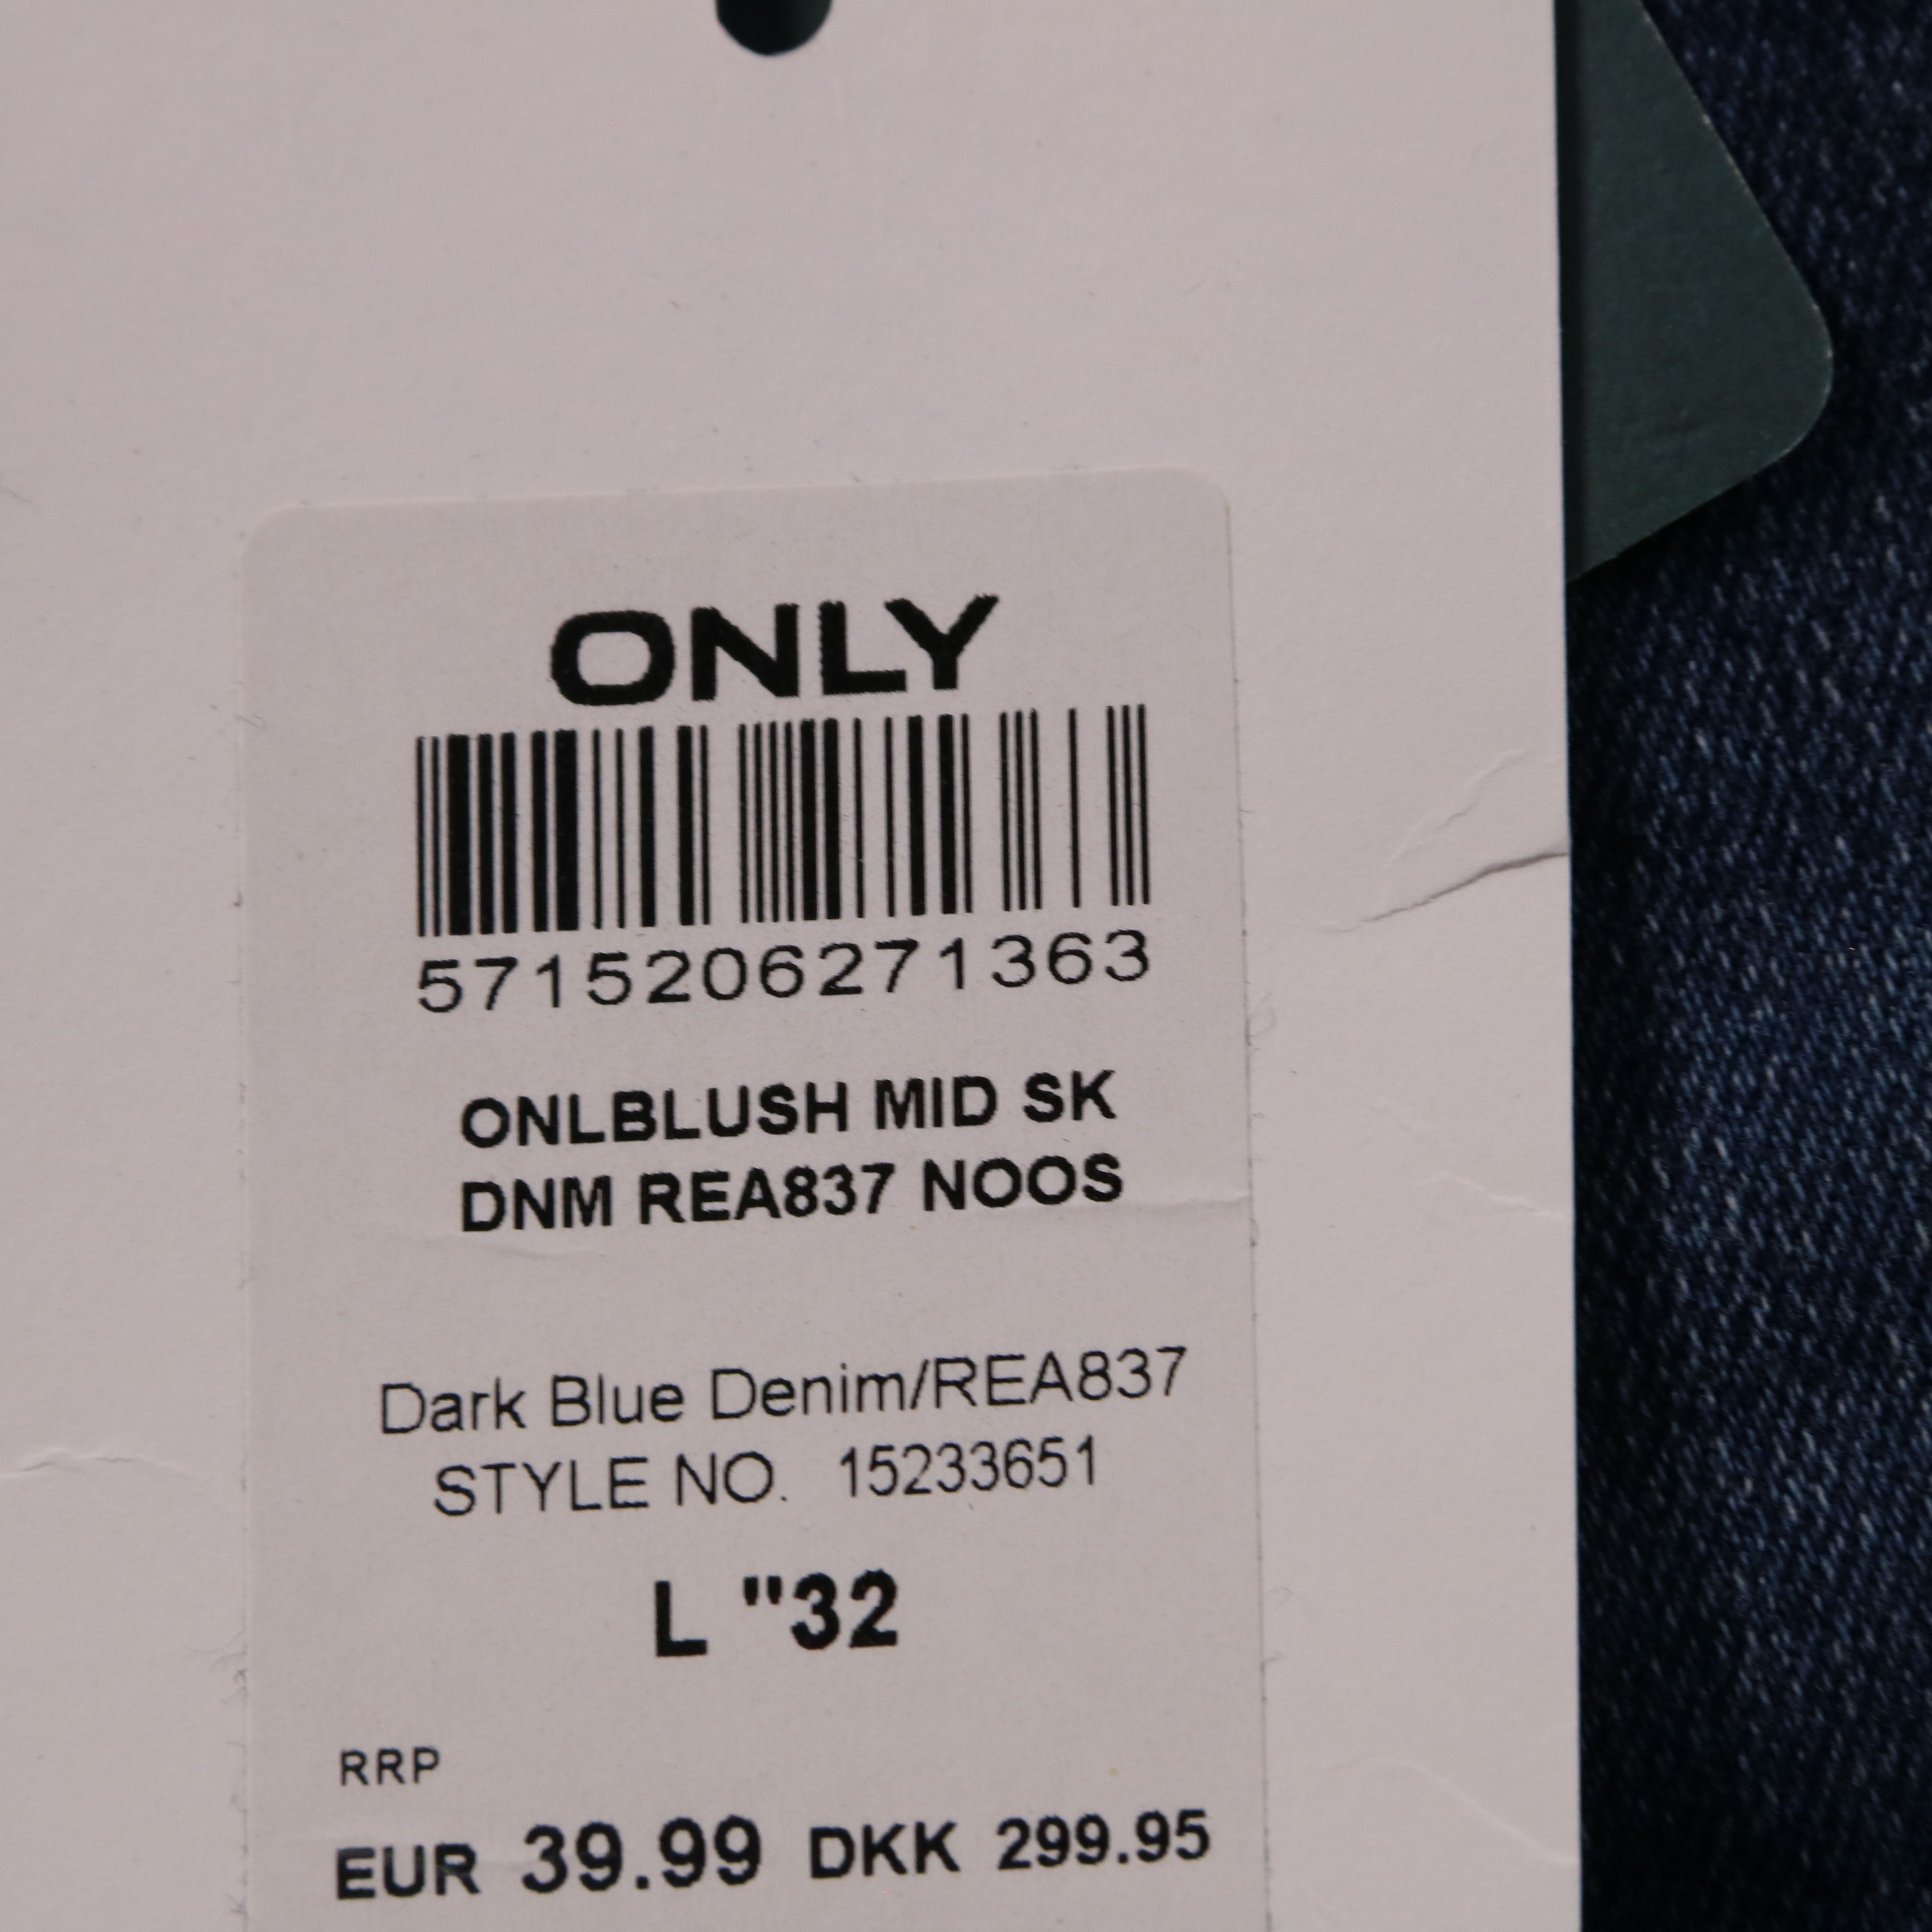 ONLY
5715206271363
ONLBLUSH MID SK
DNM REA837 NOOS
Dark Blue Denim/REA837
STYLE NO. 15233651
L "32
RRP
EUR 39.99 DKK 299.95